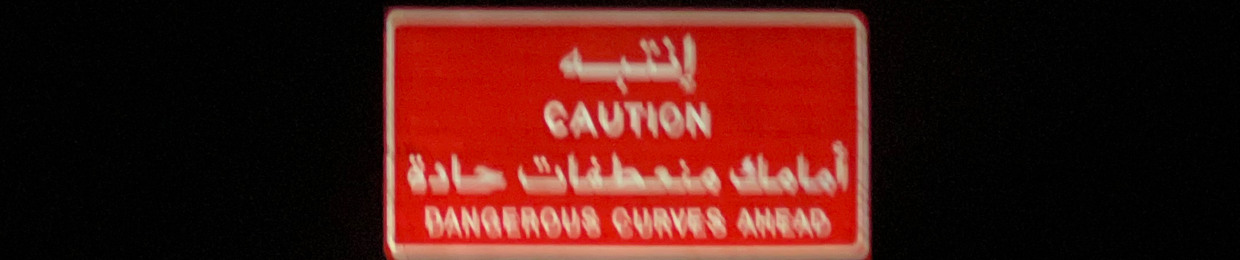 إنتبه
CAUTION
أمامك منعطفات حادة
DANGEROUS CURVES AHEAD